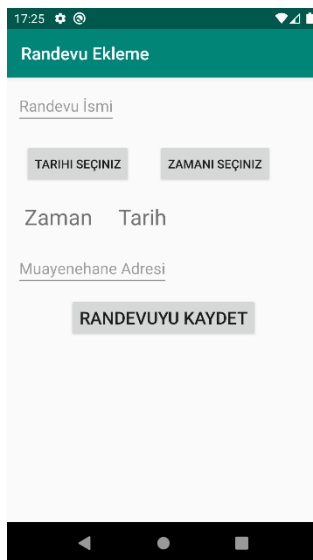 17:25
Randevu Ekleme
Randevu İsmi
TARIHI SEÇINIZ ZAMANI SEÇINIZ
Zaman Tarih
Muayenehane Adresi
RANDEVUYU KAYDET